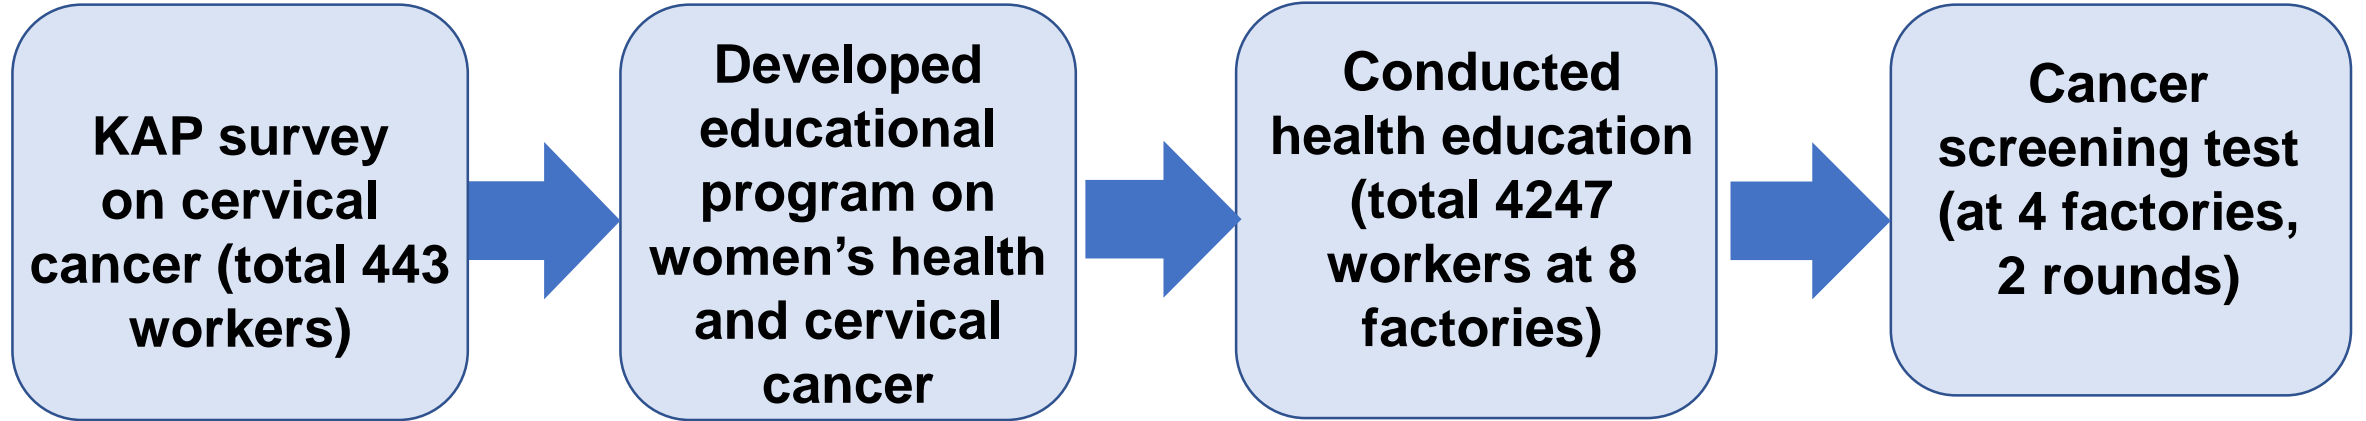 KAP survey
on cervical
cancer (total 443
workers)
Developed
educational
program on
women’s health
and cervical
cancer
Conducted
health education
(total 4247
workers at 8
factories)
Cancer
screening test
(at 4 factories,
2 rounds)